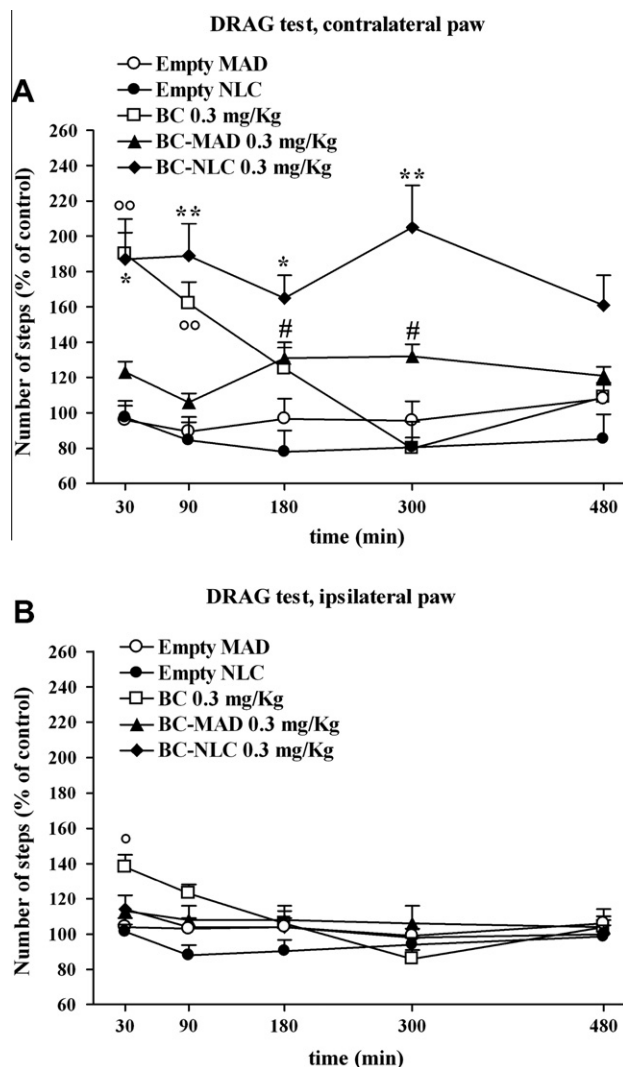 DRAG test, contralateral paw
A
Empty MAD
Empty NLC
BC 0.3 mg/Kg
BC-MAD 0.3 mg/Kg
BC-NLC 0.3 mg/Kg
Number of steps (% of control)
260
240
220
200
180
160
140
120
100
80
60
°° ** **
* *
°° # #
30 90 180 300 480
time (min)
DRAG test, ipsilateral paw
B
Empty MAD
Empty NLC
BC 0.3 mg/Kg
BC-MAD 0.3 mg/Kg
BC-NLC 0.3 mg/Kg
Number of steps (% of control)
260
240
220
200
180
160
140
120
100
80
60
°
30 90 180 300 480
time (min)